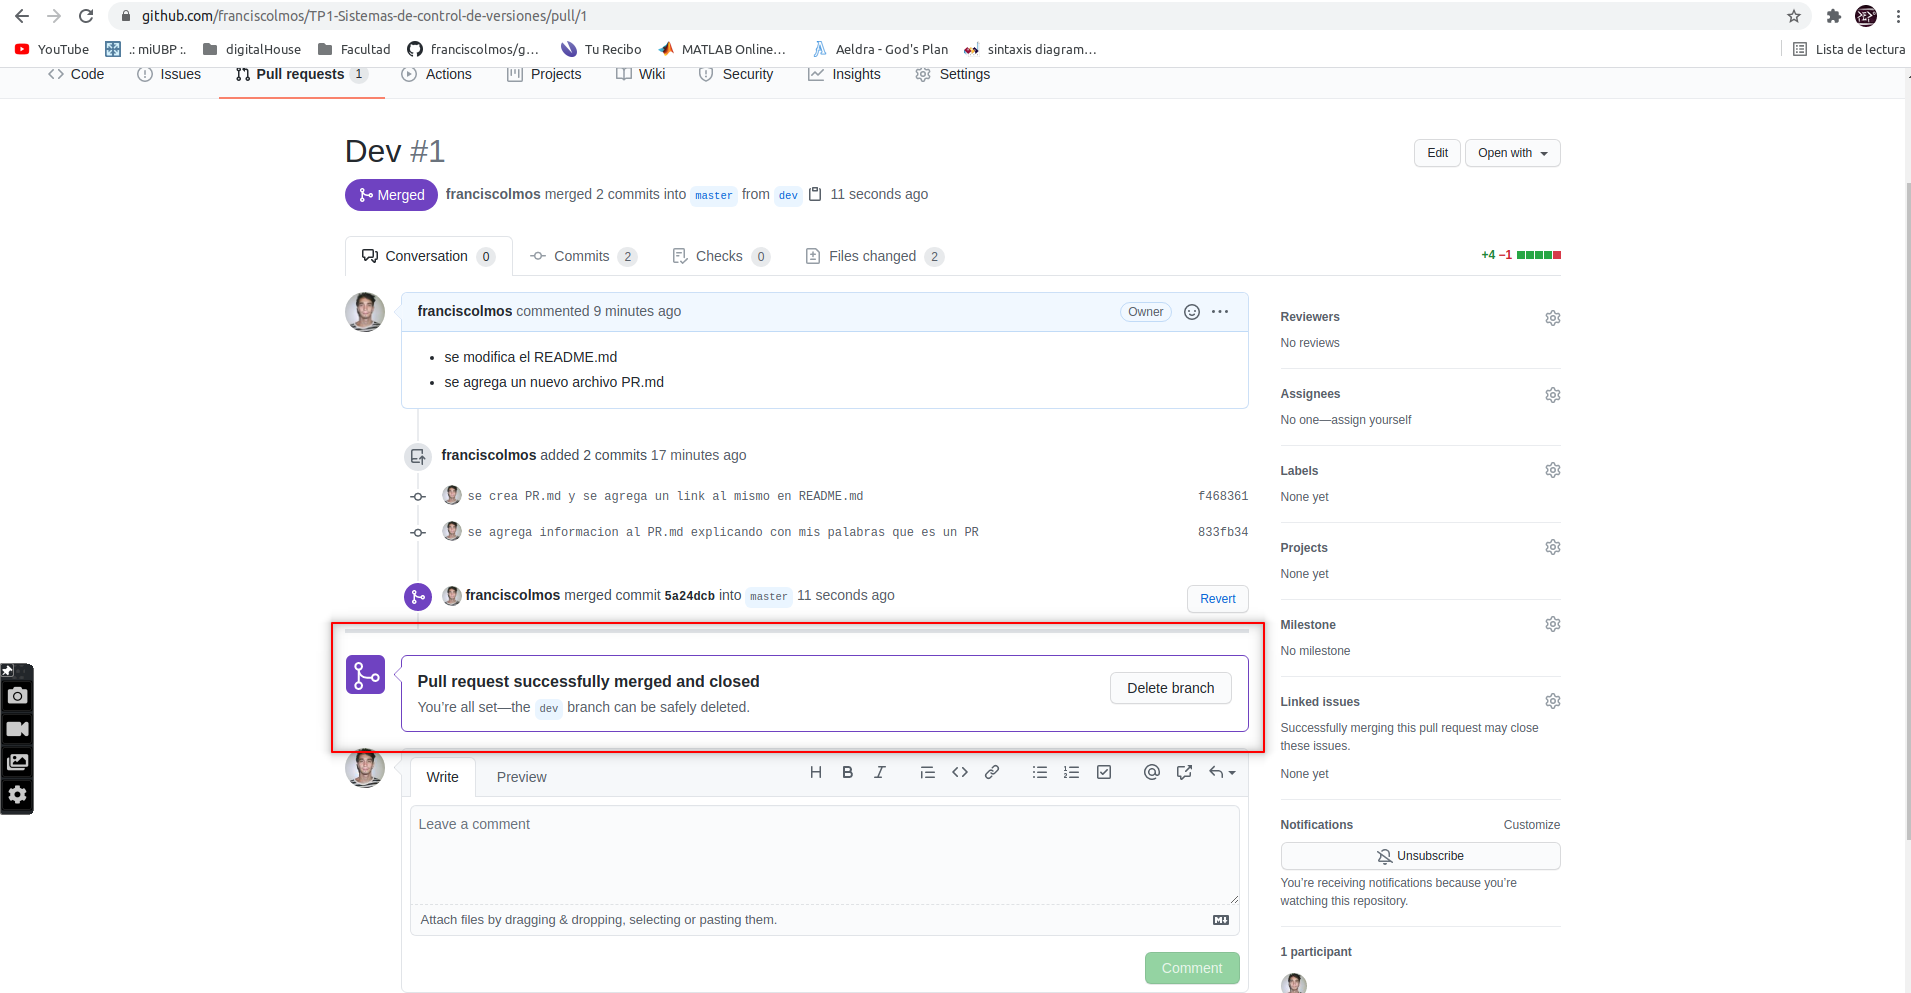 github.com/franciscolmos/TP1-Sistemas-de-control-de-versiones/pull/1
YouTube .: miUBP :. digitalHouse Facultad franciscolmos/g... Tu Recibo MATLAB Online... Aeldra - God's Plan sintaxis diagram... Lista de lectura
Code Issues Pull requests 1 Actions Projects Wiki Security Insights Settings
Dev #1
Edit Open with
Merged franciscolmos merged 2 commits into master from dev 11 seconds ago
Conversation 0 Commits 2 Checks 0 Files changed 2 +4 −1
franciscolmos commented 9 minutes ago Owner
• se modifica el README.md
• se agrega un nuevo archivo PR.md
franciscolmos added 2 commits 17 minutes ago
se crea PR.md y se agrega un link al mismo en README.md f468361
se agrega informacion al PR.md explicando con mis palabras que es un PR 833fb34
franciscolmos merged commit 5a24dcb into master 11 seconds ago Revert
Pull request successfully merged and closed
You're all set—the dev branch can be safely deleted.
Delete branch
Write Preview
Leave a comment
Attach files by dragging & dropping, selecting or pasting them.
Comment
Reviewers
No reviews
Assignees
No one—assign yourself
Labels
None yet
Projects
None yet
Milestone
No milestone
Linked issues
Successfully merging this pull request may close
these issues.
None yet
Notifications Customize
Unsubscribe
You're receiving notifications because you're
watching this repository.
1 participant